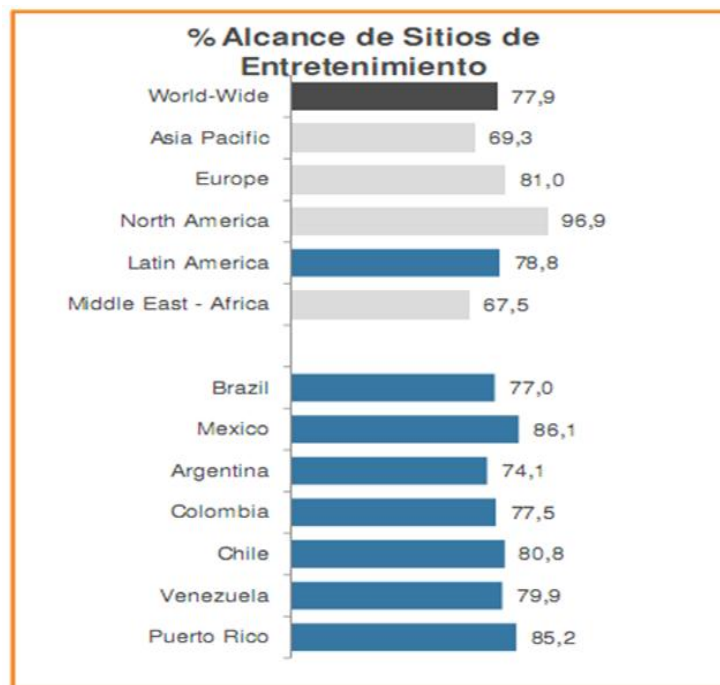 % Alcance de Sitios de
Entretenimiento
World-Wide 77,9
Asia Pacific 69,3
Europe 81,0
North America 96,9
Latin America 78,8
Middle East - Africa 67,5
Brazil 77,0
Mexico 86,1
Argentina 74,1
Colombia 77,5
Chile 80,8
Venezuela 79,9
Puerto Rico 85,2